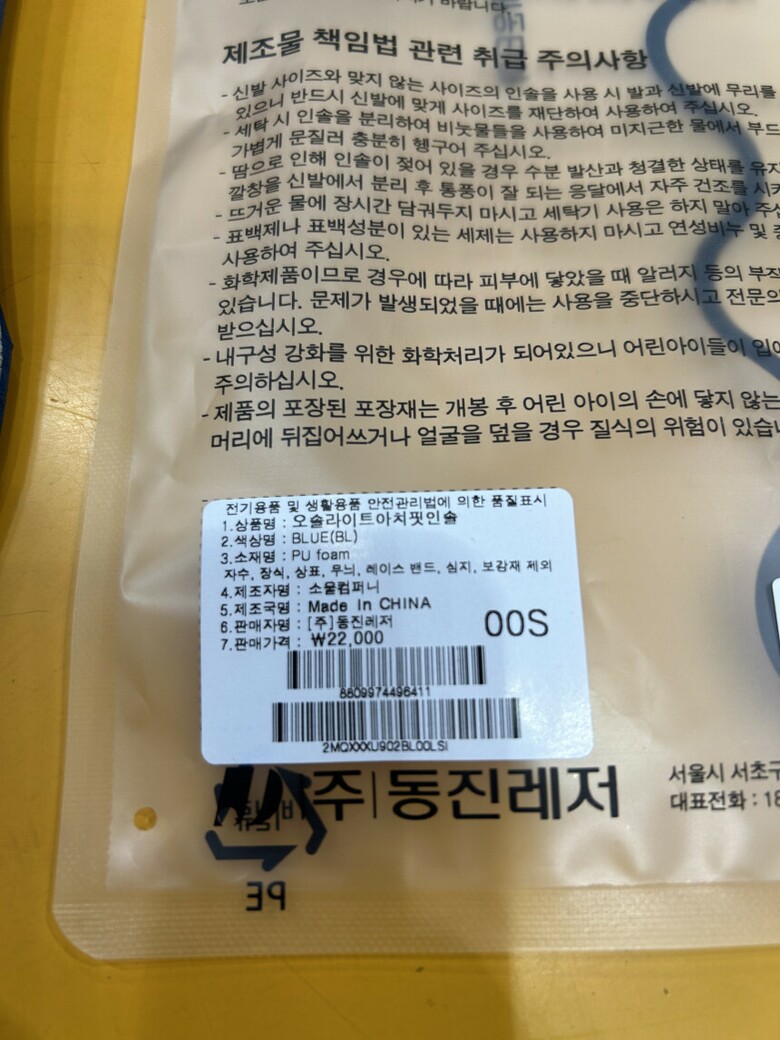 제조물 책임법 관련 취급 주의사항
- 신발 사이즈와 맞지 않는 사이즈의 인솔을 사용 시 발과 신발에 무리를
있으니 반드시 신발에 맞게 사이즈를 재단하여 사용하여 주십시오.
- 세탁 시 인솔을 분리하여 비눗물등을 사용하여 미지근한 물에서 부드
가볍게 문질러 충분히 헹구어 주십시오.
- 땀으로 인해 인솔이 젖어 있을 경우 수분 발산과 청결한 상태를 유지
깔창을 신발에서 분리 후 통풍이 잘 되는 응달에서 자주 건조를 시켜
- 뜨거운 물에 장시간 담궈두지 마시고 세탁기 사용은 하지 말아 주십
- 표백제나 표백성분이 있는 세제는 사용하지 마시고 연성비누 및 중
사용하여 주십시오.
- 화학제품이므로 경우에 따라 피부에 닿았을 때 알러지 등의 부작
있습니다. 문제가 발생되었을 때에는 사용을 중단하시고 전문의
받으십시오.
- 내구성 강화를 위한 화학처리가 되어있으니 어린아이들이 입에
주의하십시오.
- 제품의 포장된 포장재는 개봉 후 어린 아이의 손에 닿지 않는
머리에 뒤집어쓰거나 얼굴을 덮을 경우 질식의 위험이 있습니
전기용품 및 생활용품 안전관리법에 의한 품질표시
1.상품명 : 오솔라이트아치핏인솔
2.색상명 : BLUE(BL)
3.소재명 : PU foam
자수, 장식, 상표, 무늬, 레이스 밴드, 심지, 보강재 제외
4.제조자명 : 소울컴퍼니
5.제조국명 : Made In CHINA
6.판매자명 : [주]동진레저
7.판매가격 : ₩22,000
00S
8809974496411
2MQXXXU902BL00LSI
주|동진레저
서울시 서초구
대표전화 : 18
PE